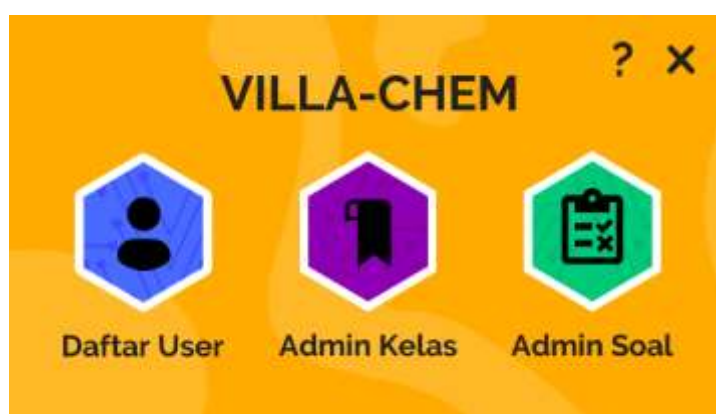 ? X
VILLA-CHEM
Daftar User
Admin Kelas
Admin Soal